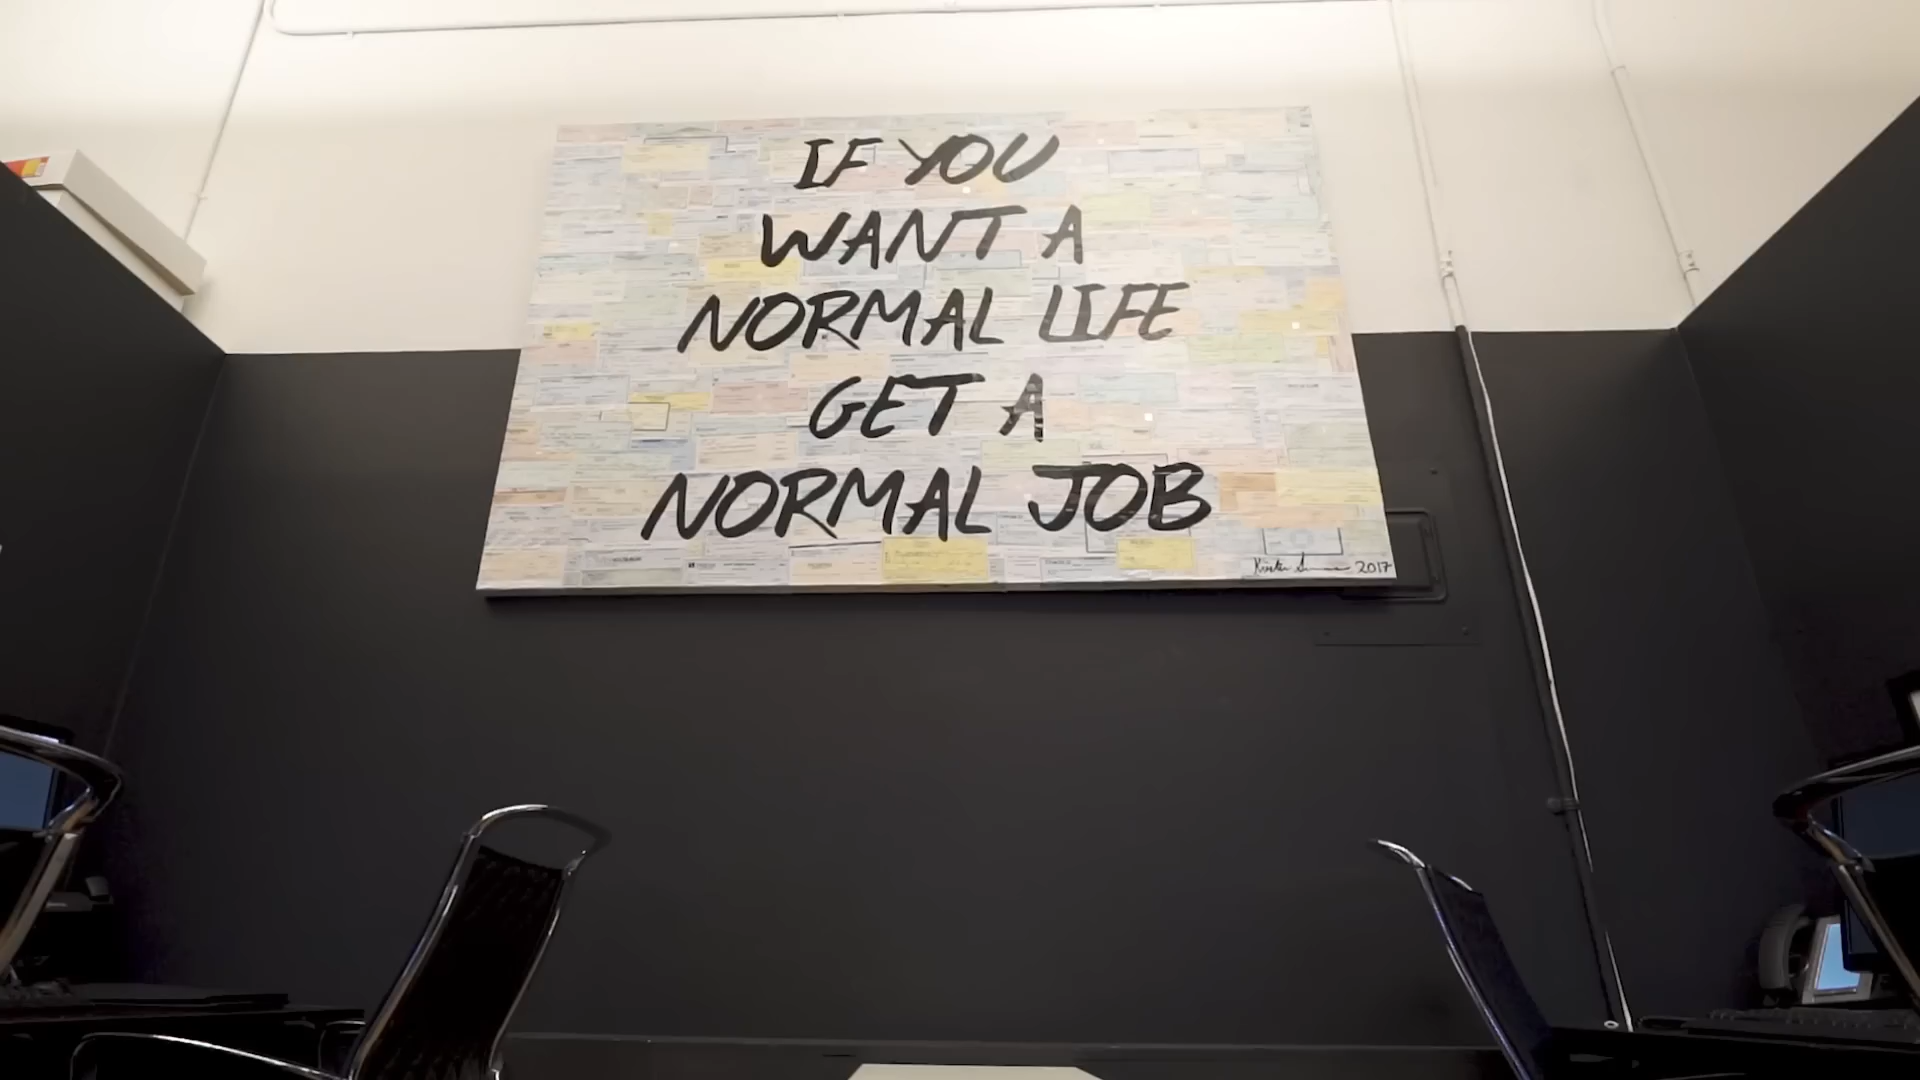 IF YOU
WANT A
NORMAL LIFE
GET A
NORMAL JOB
2017